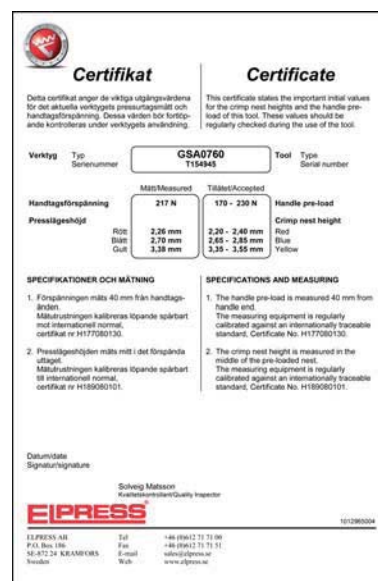 Certifikat
Certificate
Detta certifikat anger de viktiga utgångsvärdena
för det aktuella verktygets pressurtagsmått och
handtagsförspänning. Dessa värden bör fortlöp-
ande kontrolleras under verktygets användning.
This certificate states the important initial values
for the crimp nest heights and the handle pre-
load of this tool. These values should be
regularly checked during the use of the tool.
Verktyg Typ GSA0760 Tool Type
Serienummer T154945 Serial number
Mätt/Measured Tillåtet/Accepted
Handtagsförspänning 217 N 170 - 230 N Handle pre-load
Presslägeshöjd Crimp nest height
Rött 2,26 mm 2,20 - 2,40 mm Red
Blått 2,70 mm 2,65 - 2,85 mm Blue
Gult 3,38 mm 3,35 - 3,55 mm Yellow
SPECIFIKATIONER OCH MÄTNING
1. Förspänningen mäts 40 mm från handtags-
änden.
Mätutrustningen kalibreras löpande spårbart
mot internationell normal,
certifikat nr H177080130.
2. Presslägeshöjden mäts mitt i det förspända
uttaget.
Mätutrustningen kalibreras löpande spårbart
till internationell normal,
certifikat nr H189080101.
SPECIFICATIONS AND MEASURING
1. The handle pre-load is measured 40 mm from
handle end.
The measuring equipment is regularly
calibrated against an internationally traceable
standard, Certificate No. H177080130.
2. The crimp nest height is measured in the
middle of the pre-loaded nest.
The measuring equipment is regularly
calibrated against an internationally traceable
standard, Certificate No. H189080101.
Datum/date
Signatur/signature
Solveig Matsson
Kvalitetskontrollant/Quality Inspector
ELPRESS®
1012965004
ELPRESS AB Tel +46 (0)612 71 71 00
P.O. Box 186 Fax +46 (0)612 71 71 51
SE-872 24 KRAMFORS E-mail sales@elpress.se
Sweden Web www.elpress.se